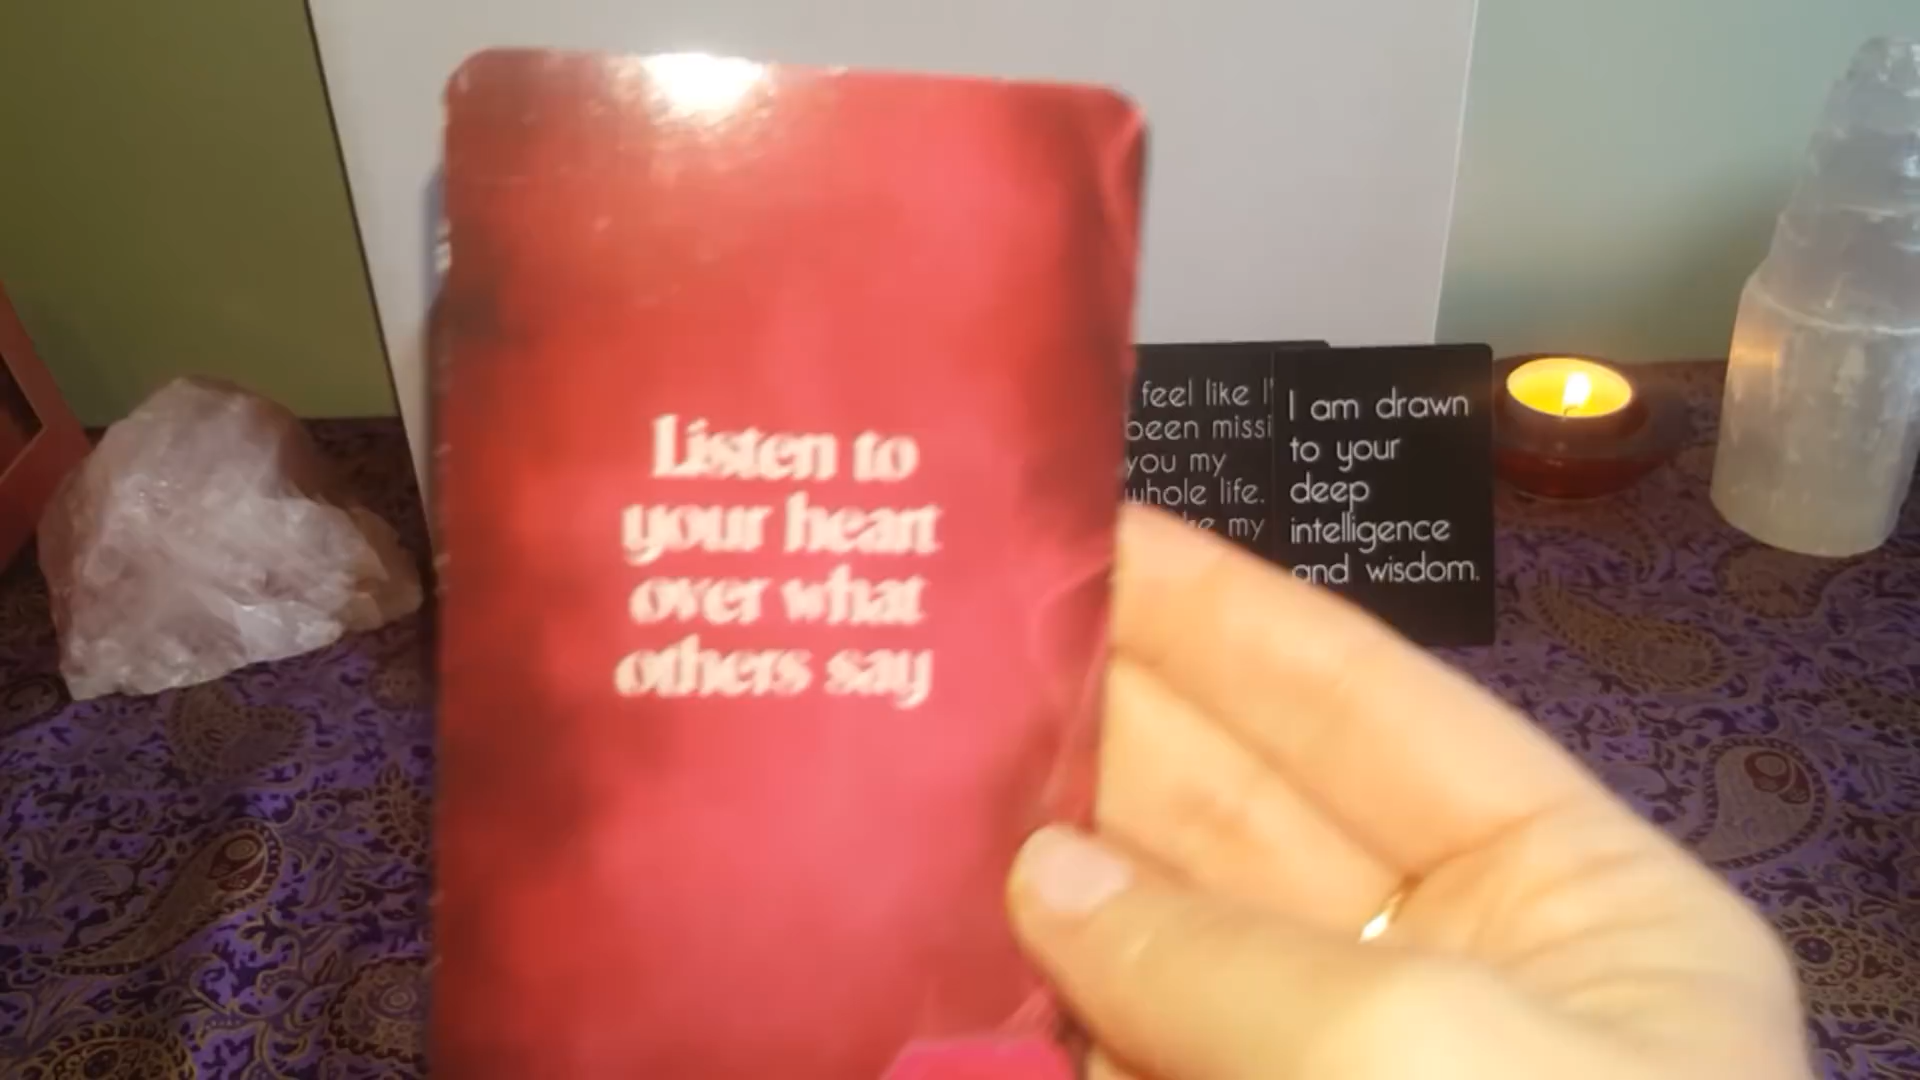 Listen to
your heart
over what
others say
feel like I'
been missi
you my
whole life.
my
I am drawn
to your
deep
intelligence
and wisdom.